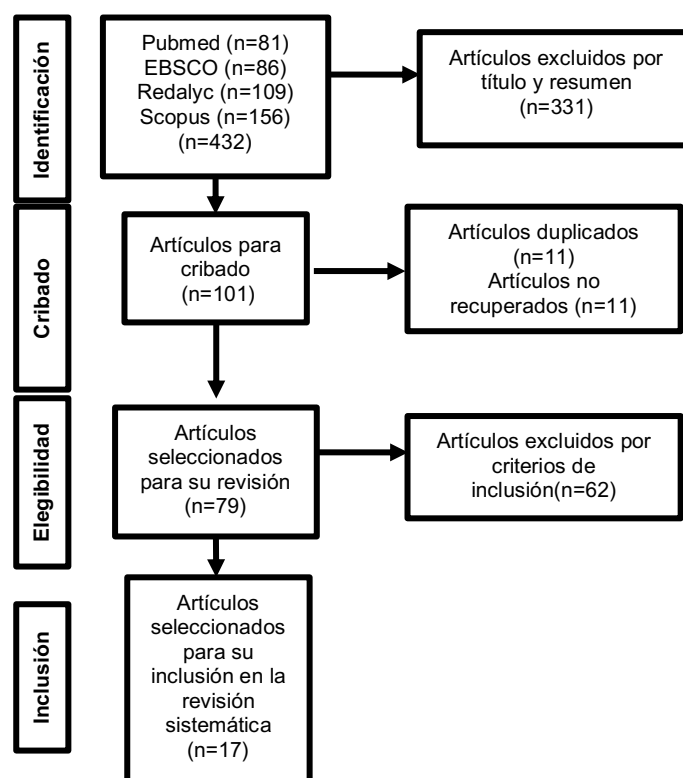 Identificación
Pubmed (n=81)
EBSCO (n=86)
Redalyc (n=109)
Scopus (n=156)
(n=432)
Artículos excluidos por
título y resumen
(n=331)
Cribado
Artículos para
cribado
(n=101)
Artículos duplicados
(n=11)
Artículos no
recuperados (n=11)
Elegibilidad
Artículos
seleccionados
para su revisión
(n=79)
Artículos excluidos por
criterios de
inclusión(n=62)
Inclusión
Artículos
seleccionados
para su
inclusión en la
revisión
sistemática
(n=17)